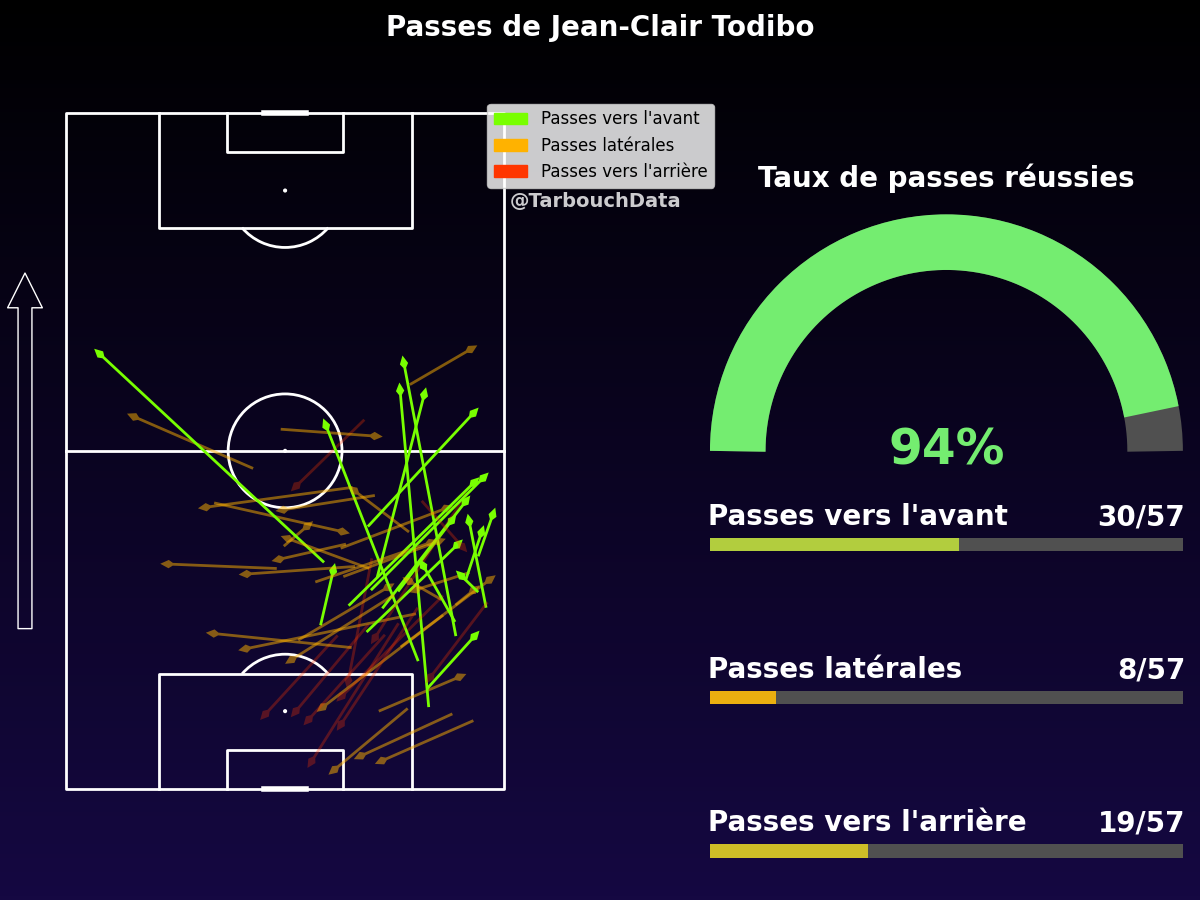 Passes de Jean-Clair Todibo
Passes vers l'avant
Passes latérales
Passes vers l'arrière
@TarbouchData
Taux de passes réussies
94%
Passes vers l'avant 30/57
Passes latérales 8/57
Passes vers l'arrière 19/57